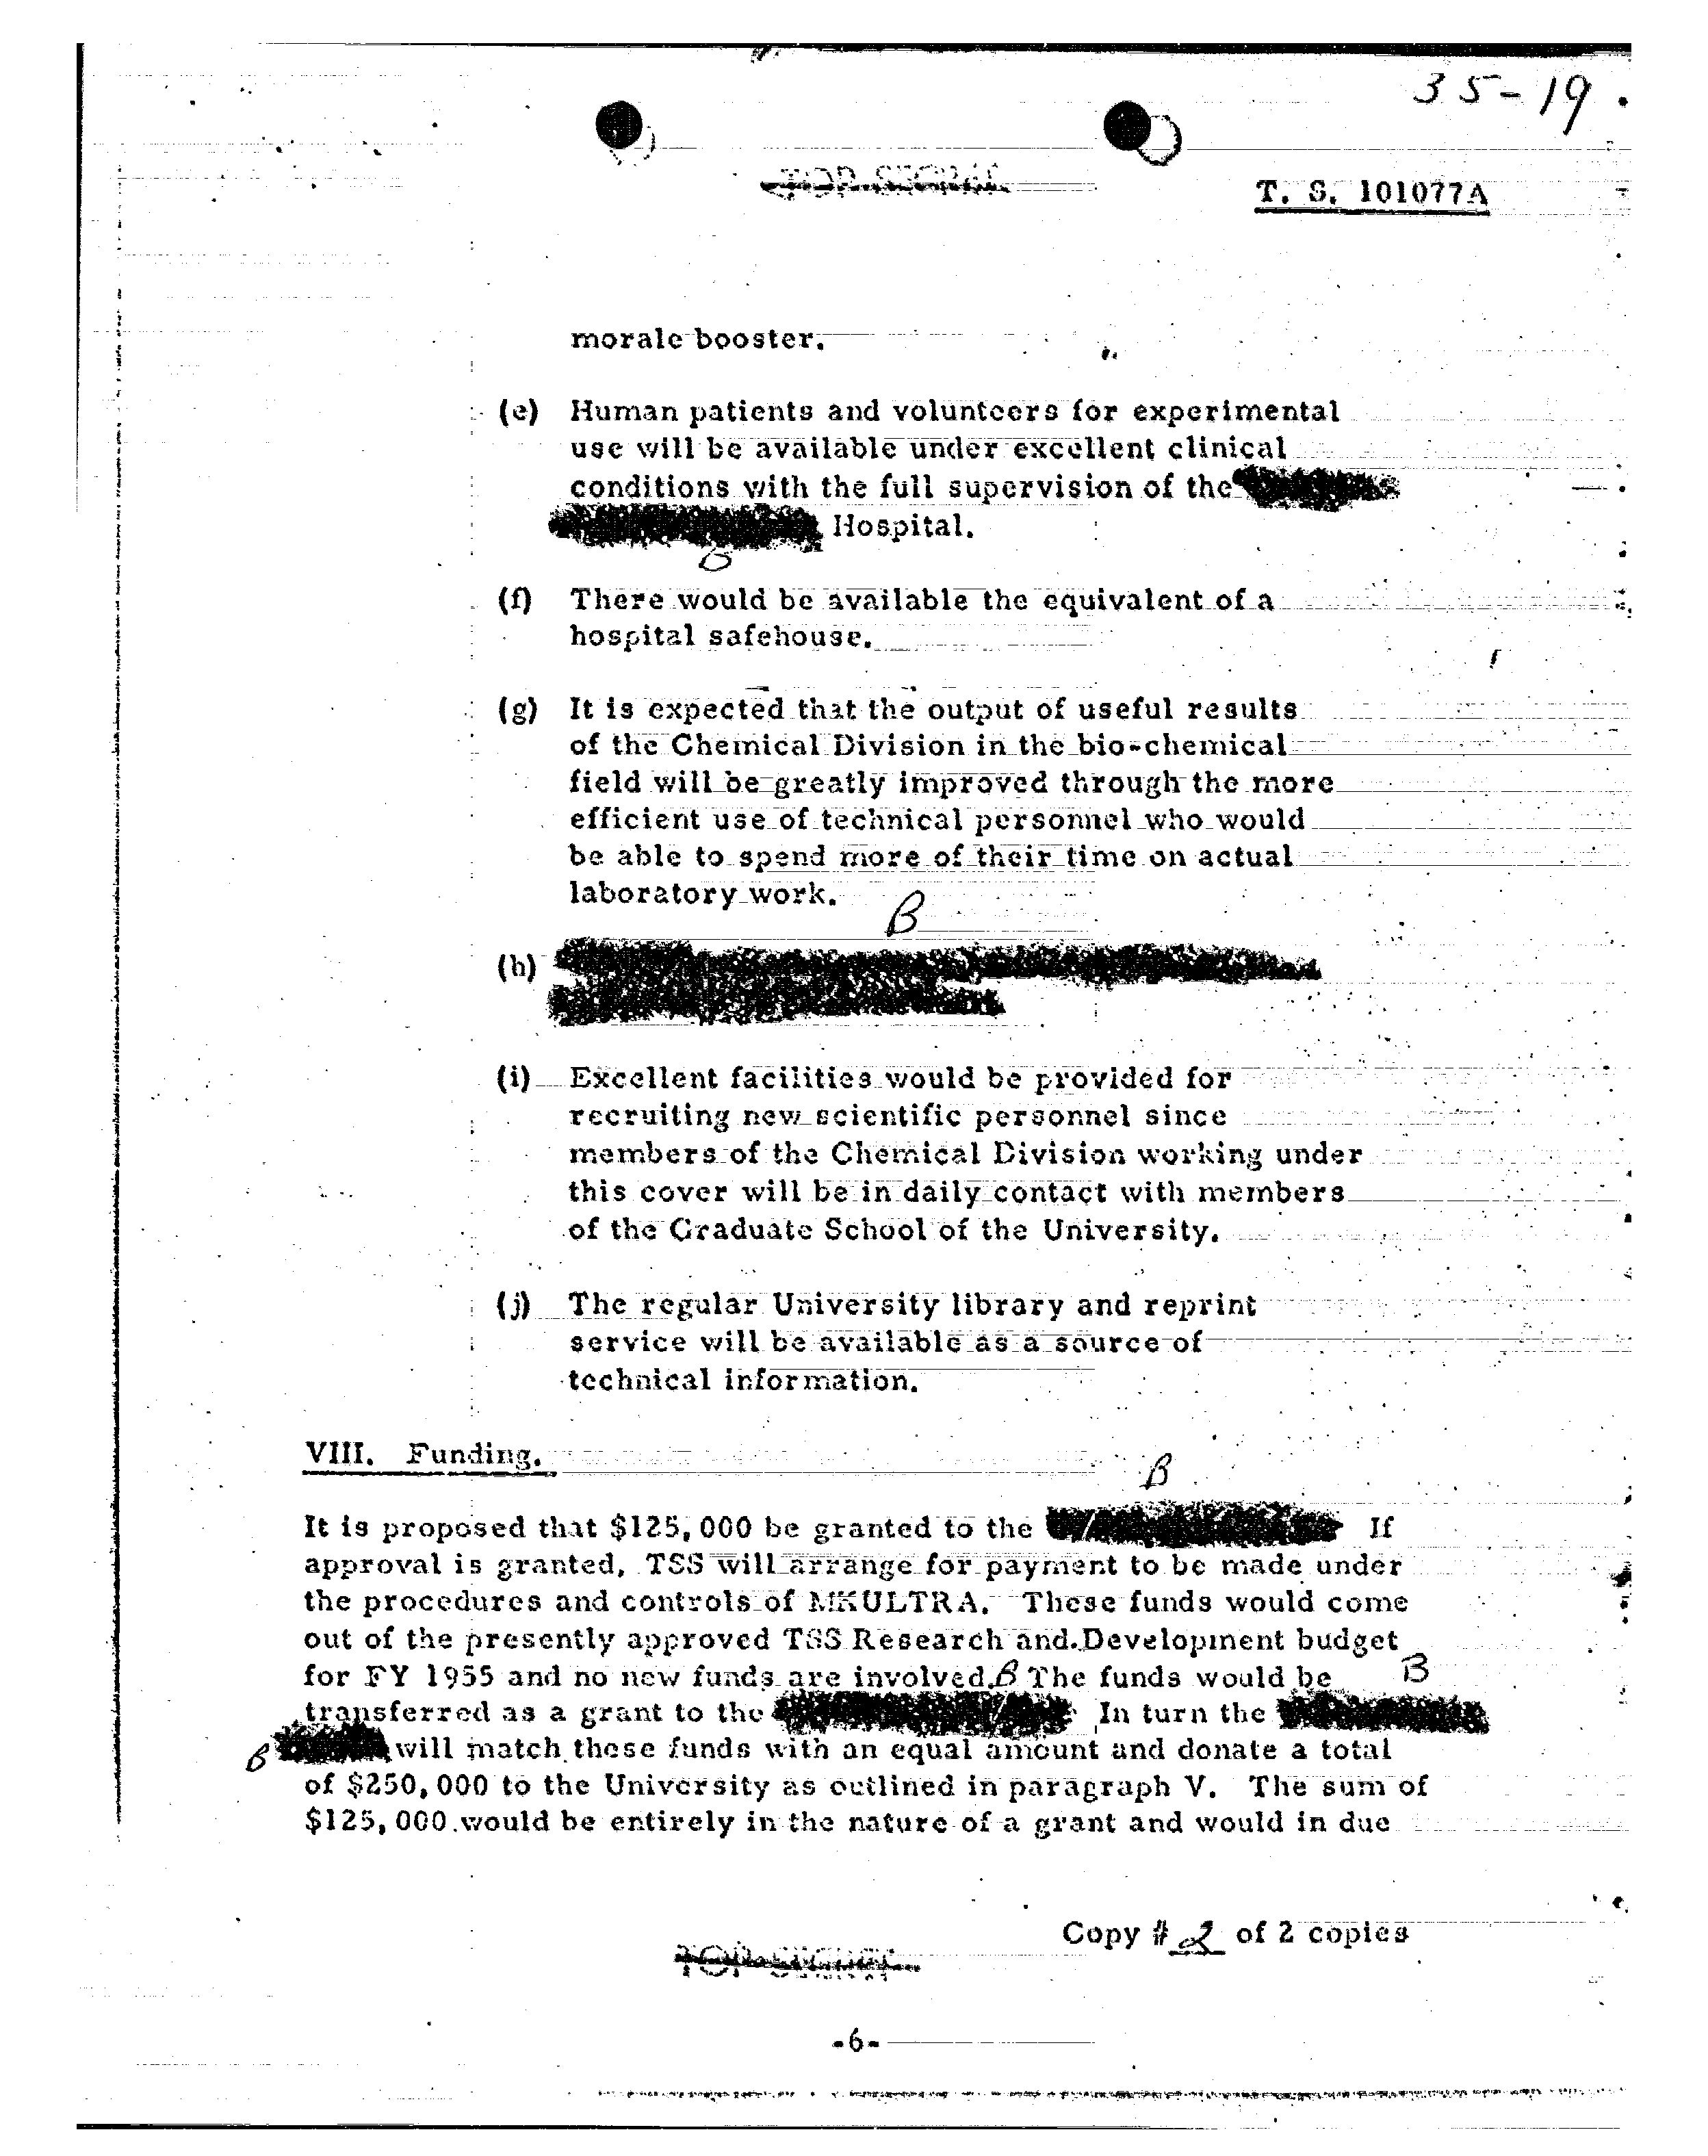 35-19
TOP SECRET
T. S. 101077A
morale booster.
(e) Human patients and volunteers for experimental
use will be available under excellent clinical
conditions with the full supervision of the
Hospital.
B
(f) There would be available the equivalent of a
hospital safehouse.
(g) It is expected that the output of useful results
of the Chemical Division in the bio-chemical
field will be greatly improved through the more
efficient use of technical personnel who would
be able to spend more of their time on actual
laboratory work.
B
(h)
(i) Excellent facilities would be provided for
recruiting new scientific personnel since
members of the Chemical Division working under
this cover will be in daily contact with members
of the Graduate School of the University.
(j) The regular University library and reprint
service will be available as a source of
technical information.
VIII. Funding.
B
It is proposed that $125,000 be granted to the If
approval is granted, TSS will arrange for payment to be made under
the procedures and controls of MKULTRA. These funds would come
out of the presently approved TSS Research and Development budget
for FY 1955 and no new funds are involved. B The funds would be B
transferred as a grant to the In turn the
B will match these funds with an equal amount and donate a total
of $250,000 to the University as outlined in paragraph V. The sum of
$125,000 would be entirely in the nature of a grant and would in due
Copy # 2 of 2 copies
TOP SECRET
-6-